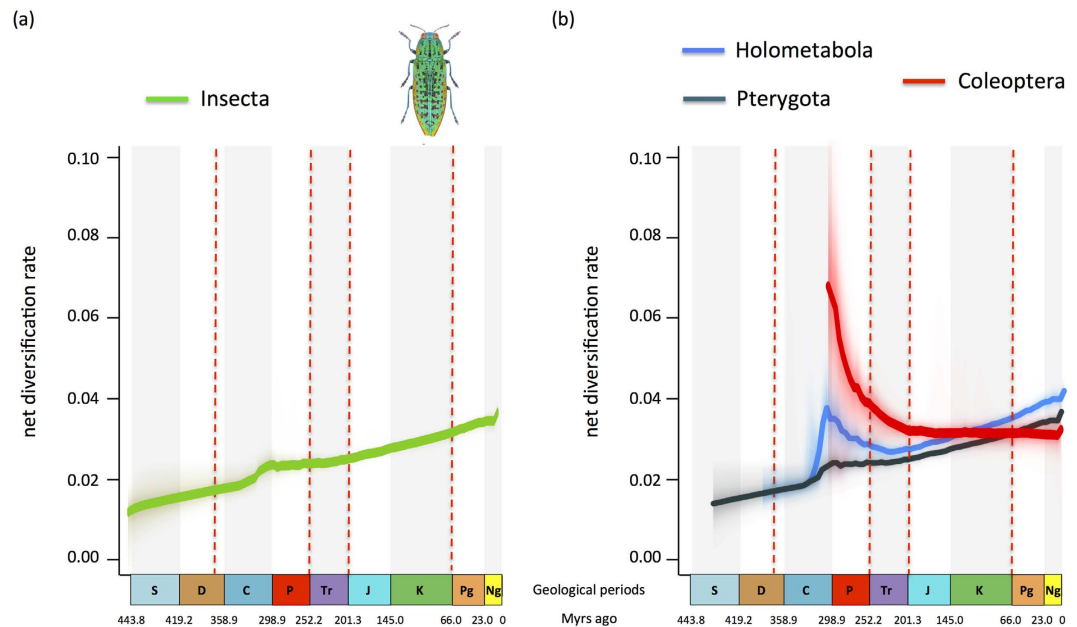 (a)
Insecta
net diversification rate
0.10
0.08
0.06
0.04
0.02
0.00
S D C P Tr J K Pg Ng
443.8 419.2 358.9 298.9 252.2 201.3 145.0 66.0 23.0 0
Geological periods
Myrs ago
(b)
Holometabola
Pterygota
Coleoptera
net diversification rate
0.10
0.08
0.06
0.04
0.02
0.00
S D C P Tr J K Pg Ng
443.8 419.2 358.9 298.9 252.2 201.3 145.0 66.0 23.0 0